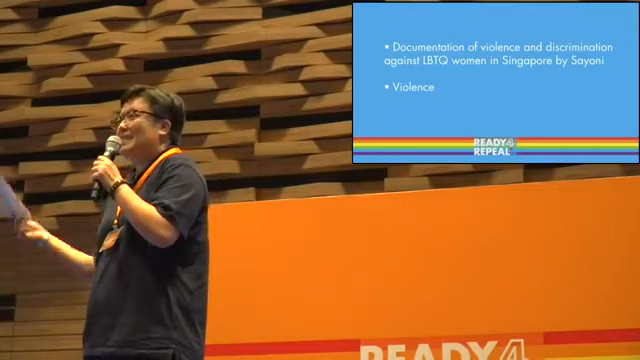 ▪ Documentation of violence and discrimination
against LBTQ women in Singapore by Sayoni
▪ Violence
READY4
REPEAL
READY4